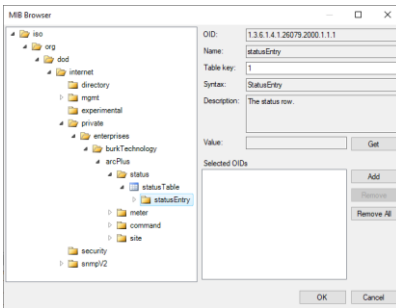 MIB Browser
iso
org
dod
internet
directory
mgmt
experimental
private
enterprises
burkTechnology
arcPlus
status
statusTable
statusEntry
meter
command
site
security
snmpV2
OID: 1.3.6.1.4.1.26079.2000.1.1.1
Name: statusEntry
Table key: 1
Syntax: StatusEntry
Description: The status row.
Value: Get
Selected OIDs
Add
Remove
Remove All
OK Cancel